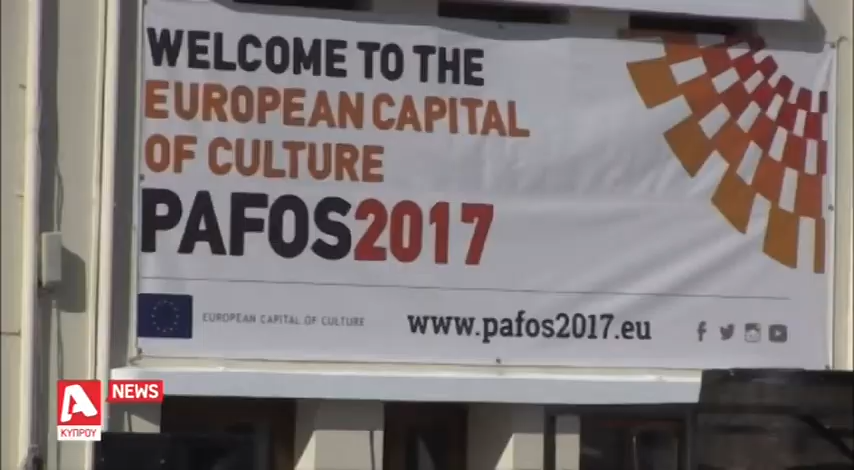 WELCOME TO THE
EUROPEAN CAPITAL
OF CULTURE
PAFOS2017
EUROPEAN CAPITAL OF CULTURE
www.pafos2017.eu
NEWS
ΚΥΠΡΟΥ